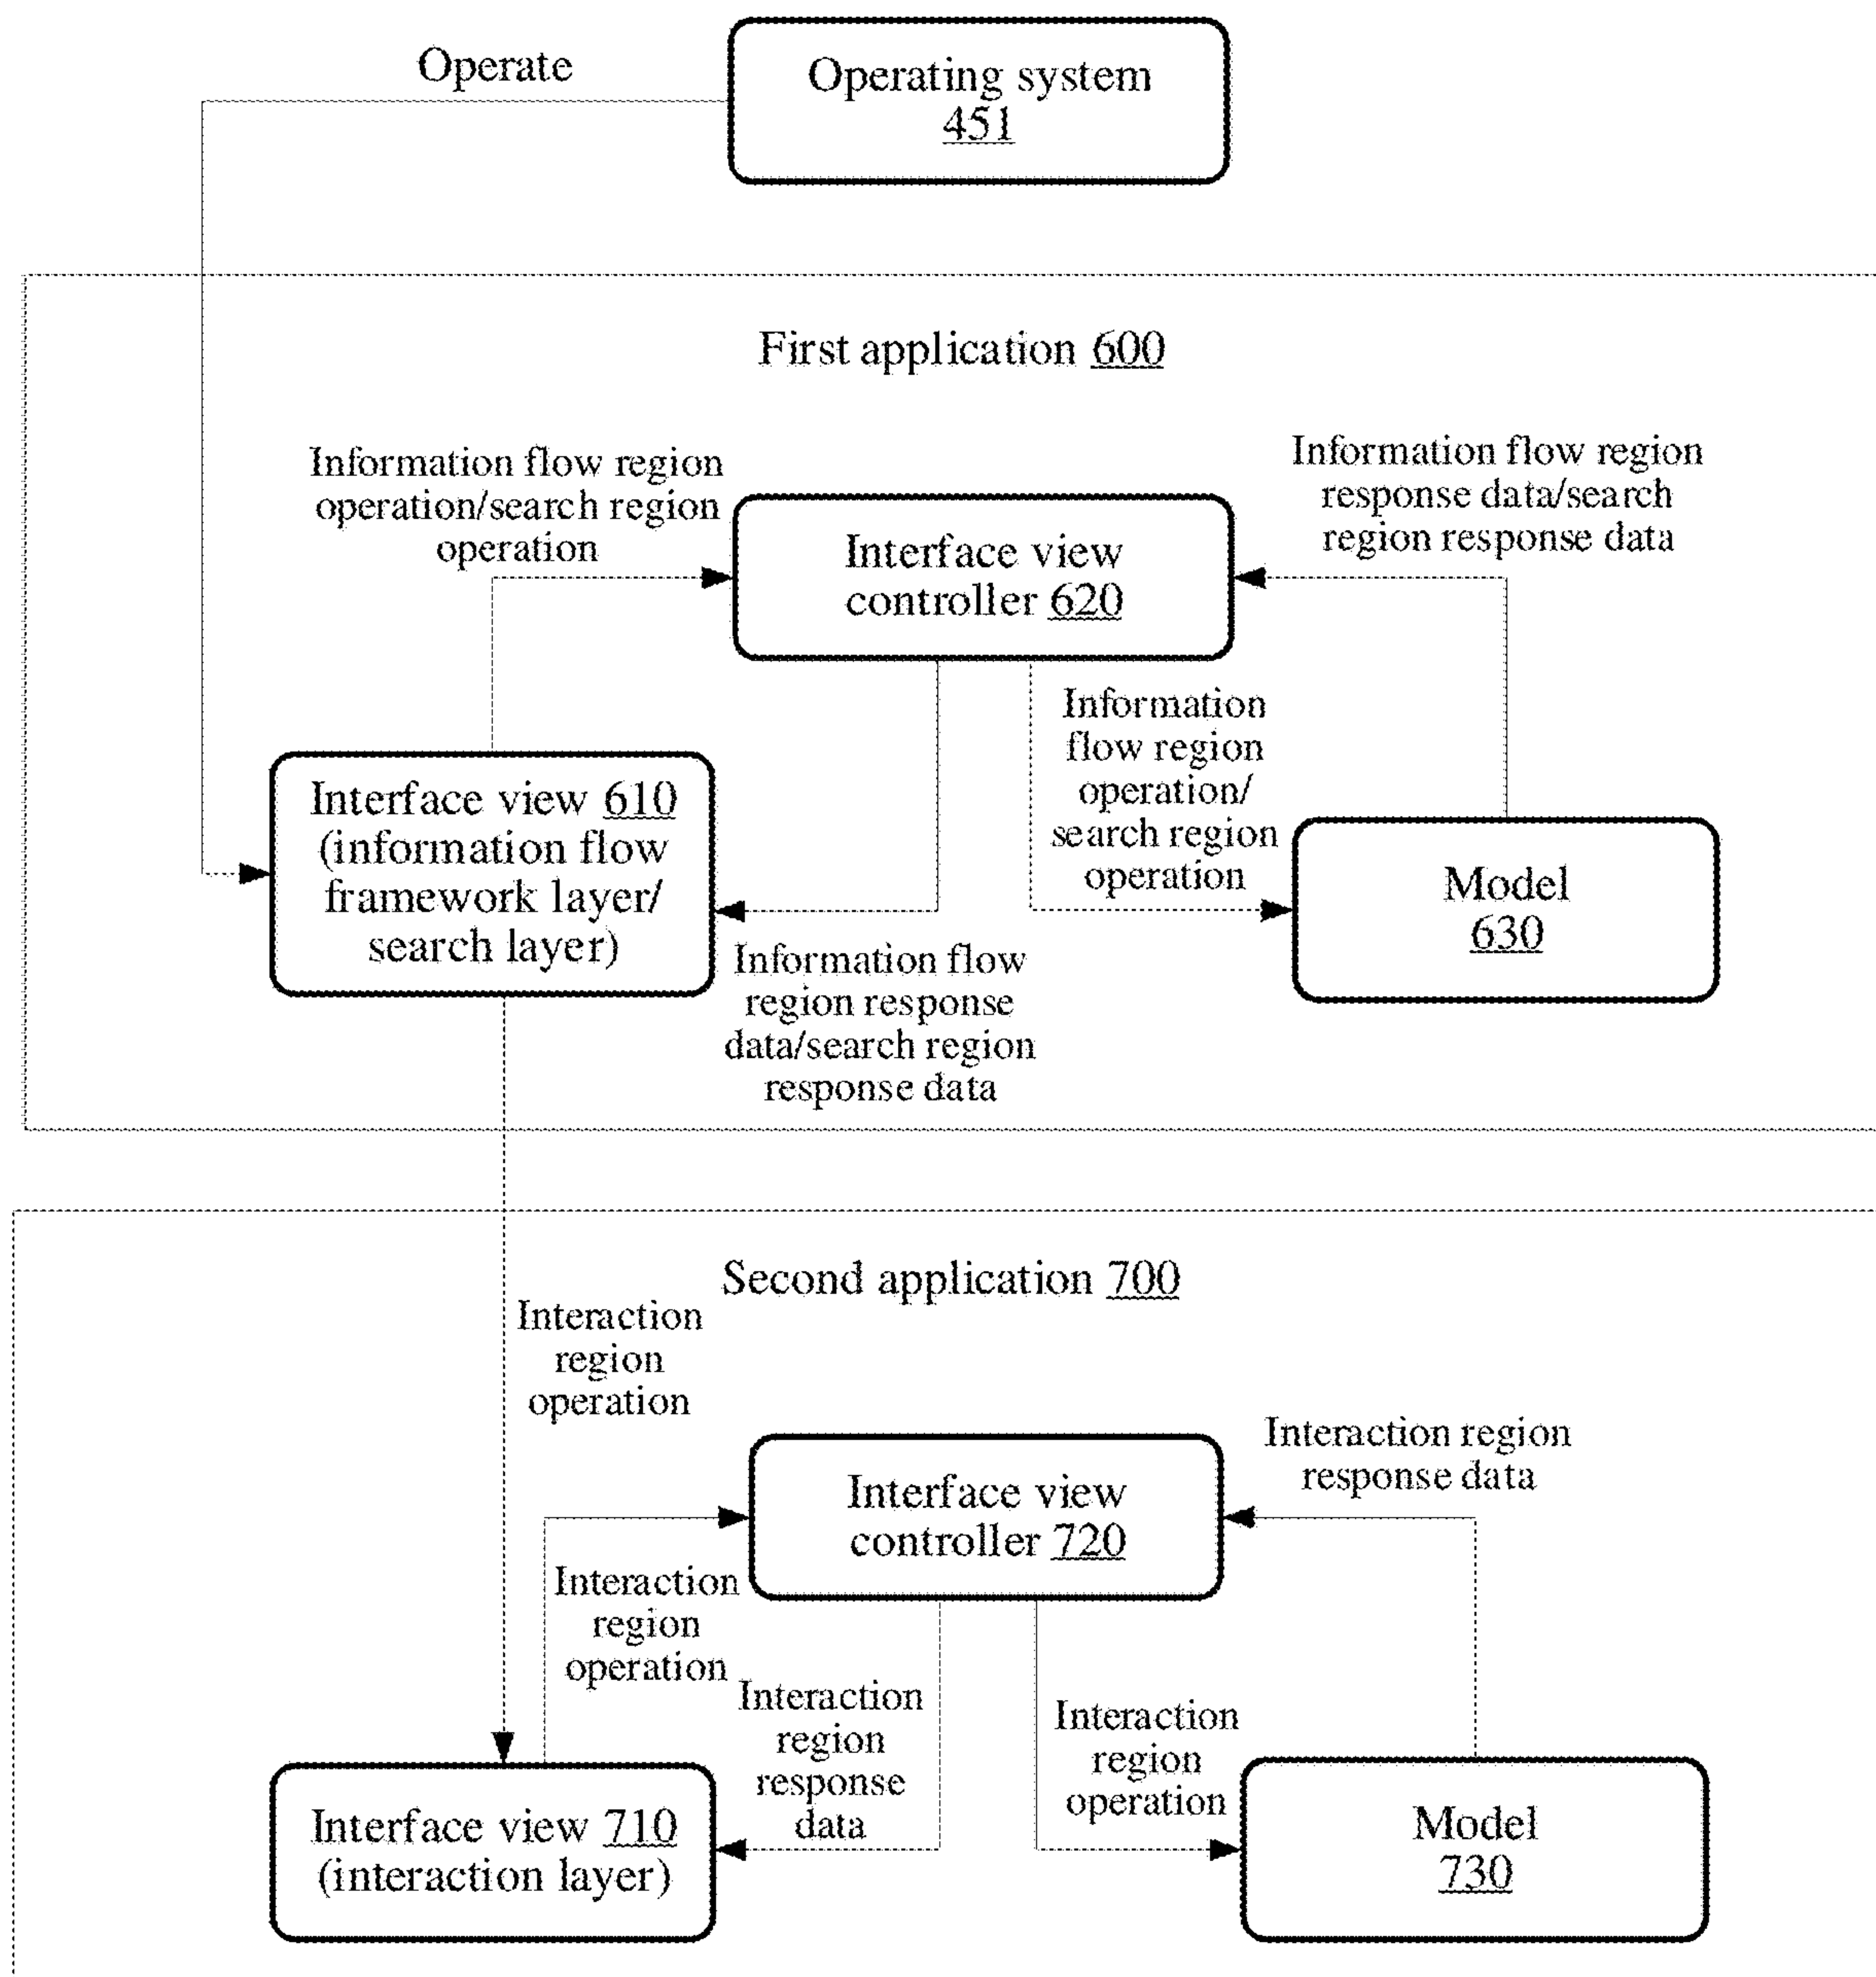 Operate
Operating system
451
First application 600
Information flow region
operation/search region
operation
Interface view
controller 620
Information flow region
response data/search
region response data
Information
flow region
operation/
search region
operation
Interface view 610
(information flow
framework layer/
search layer)
Model
630
Information flow
region response
data/search region
response data
Second application 700
Interaction
region
operation
Interface view
controller 720
Interaction region
response data
Interaction
region
operation
Interaction
region
response
data
Interaction
region
operation
Interface view 710
(interaction layer)
Model
730